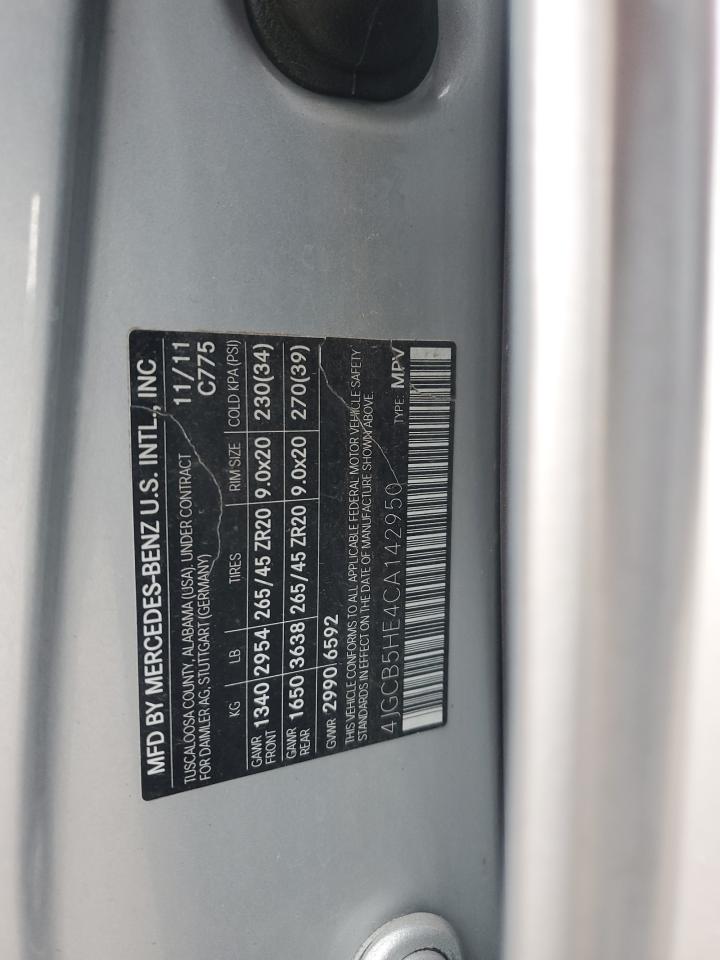 MFD BY MERCEDES-BENZ U.S. INTL., INC
TUSCALOOSA COUNTY, ALABAMA (USA), UNDER CONTRACT 11/11
FOR DAIMLER AG, STUTTGART (GERMANY) C775
KG LB TIRES RIM SIZE COLD KPA (PSI)
GAWR FRONT 1340 2954 265/45 ZR20 9.0x20 230(34)
GAWR REAR 1650 3638 265/45 ZR20 9.0x20 270(39)
GVWR 2990 6592
THIS VEHICLE CONFORMS TO ALL APPLICABLE FEDERAL MOTOR VEHICLE SAFETY
STANDARDS IN EFFECT ON THE DATE OF MANUFACTURE SHOWN ABOVE.
4JGCB5HE4CA142950 TYPE: MPV